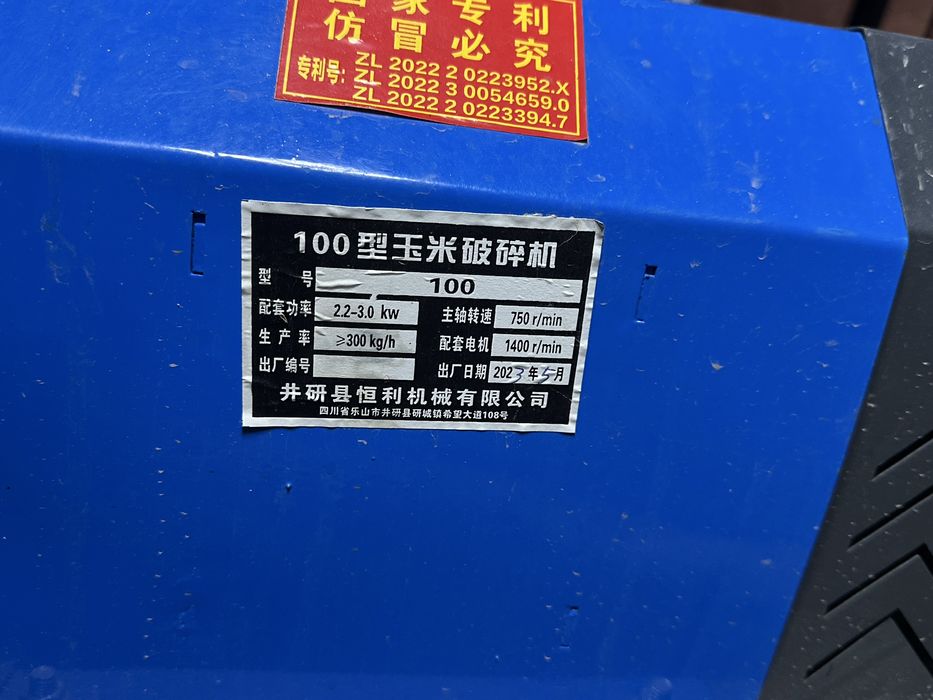 家专利
仿冒必究
专利号: ZL 2022 2 0223952.X
ZL 2022 3 0054659.0
ZL 2022 2 0223394.7
100型玉米破碎机
型 号 100
配套功率 2.2-3.0 kw 主轴转速 750 r/min
生产率 ≥300 kg/h 配套电机 1400 r/min
出厂编号 出厂日期 2023年5月
井研县恒利机械有限公司
四川省乐山市井研县研城镇希望大道108号